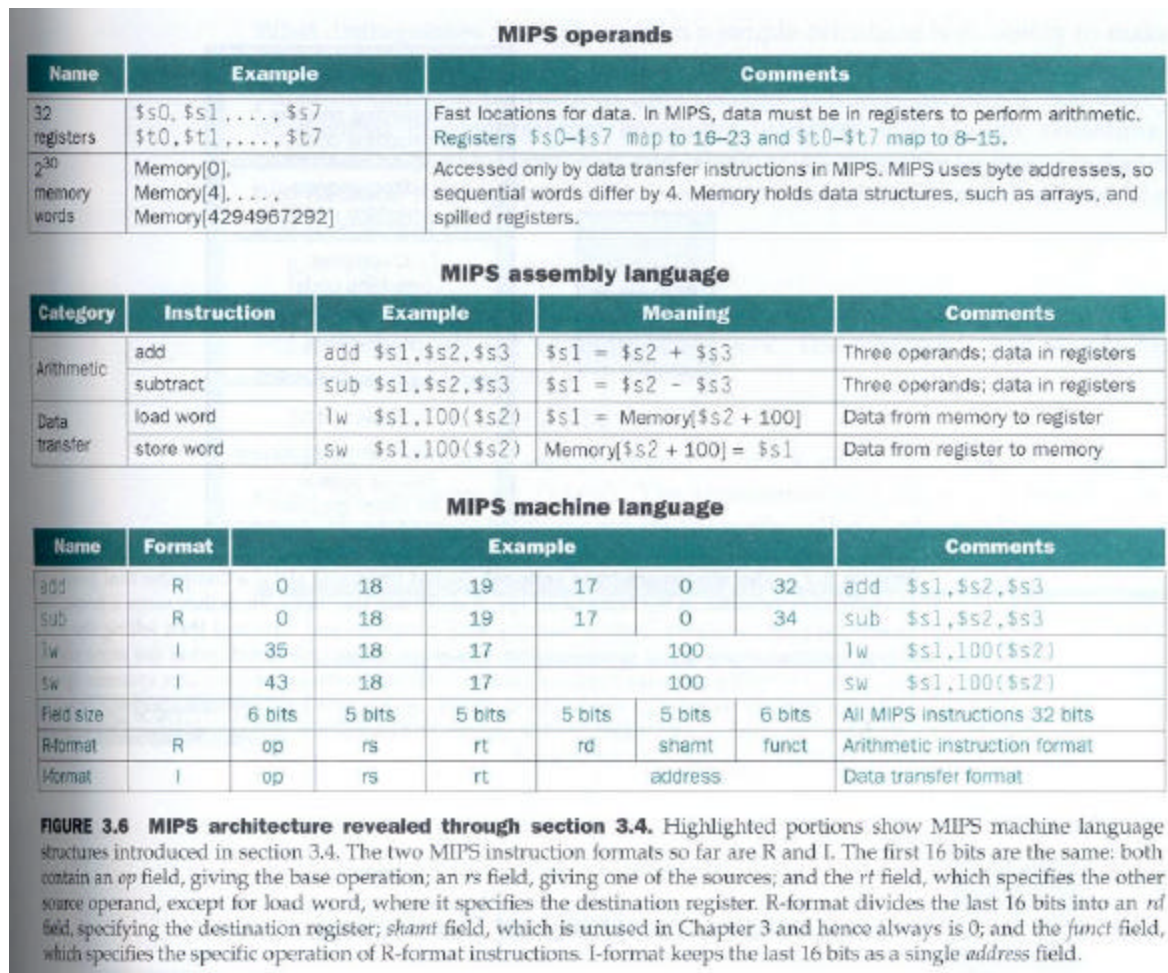 MIPS operands
Name Example Comments
32 registers $s0, $s1, . . . , $s7 $t0, $t1, . . . , $t7 Fast locations for data. In MIPS, data must be in registers to perform arithmetic. Registers $s0–$s7 map to 16–23 and $t0–$t7 map to 8–15.
2^30 memory words Memory[0], Memory[4], . . . , Memory[4294967292] Accessed only by data transfer instructions in MIPS. MIPS uses byte addresses, so sequential words differ by 4. Memory holds data structures, such as arrays, and spilled registers.
MIPS assembly language
Category Instruction Example Meaning Comments
Arithmetic add add $s1,$s2,$s3 $s1 = $s2 + $s3 Three operands; data in registers
subtract sub $s1,$s2,$s3 $s1 = $s2 - $s3 Three operands; data in registers
Data transfer load word lw $s1,100($s2) $s1 = Memory[$s2 + 100] Data from memory to register
store word sw $s1,100($s2) Memory[$s2 + 100] = $s1 Data from register to memory
MIPS machine language
Name Format Example Comments
add R 0 18 19 17 0 32 add $s1,$s2,$s3
sub R 0 18 19 17 0 34 sub $s1,$s2,$s3
lw I 35 18 17 100 lw $s1,100($s2)
sw I 43 18 17 100 sw $s1,100($s2)
Field size 6 bits 5 bits 5 bits 5 bits 5 bits 6 bits All MIPS instructions 32 bits
R-format R op rs rt rd shamt funct Arithmetic instruction format
I-format I op rs rt address Data transfer format
FIGURE 3.6 MIPS architecture revealed through section 3.4. Highlighted portions show MIPS machine language
structures introduced in section 3.4. The two MIPS instruction formats so far are R and I. The first 16 bits are the same: both
contain an op field, giving the base operation; an rs field, giving one of the sources; and the rt field, which specifies the other
source operand, except for load word, where it specifies the destination register. R-format divides the last 16 bits into an rd
field, specifying the destination register; shamt field, which is unused in Chapter 3 and hence always is 0; and the funct field,
which specifies the specific operation of R-format instructions. I-format keeps the last 16 bits as a single address field.